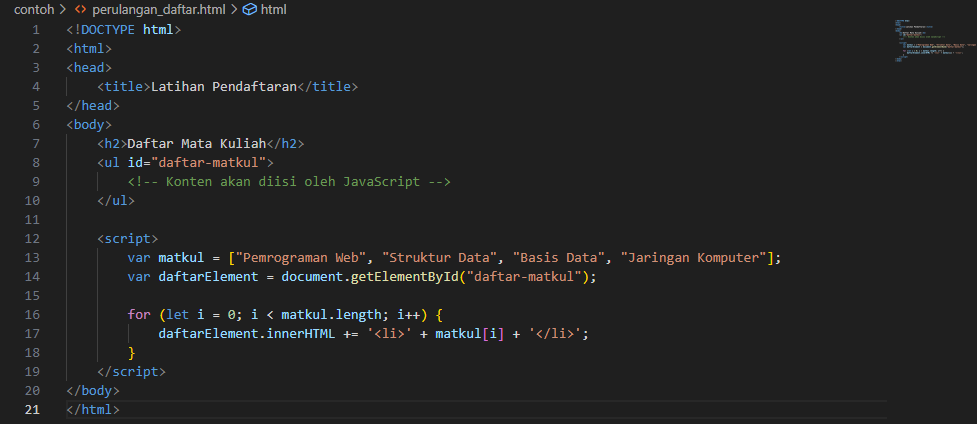 contoh > perulangan_daftar.html > html
1 <!DOCTYPE html>
2 <html>
3 <head>
4 <title>Latihan Pendaftaran</title>
5 </head>
6 <body>
7 <h2>Daftar Mata Kuliah</h2>
8 <ul id="daftar-matkul">
9 <!-- Konten akan diisi oleh JavaScript -->
10 </ul>
11
12 <script>
13 var matkul = ["Pemrograman Web", "Struktur Data", "Basis Data", "Jaringan Komputer"];
14 var daftarElement = document.getElementById("daftar-matkul");
15
16 for (let i = 0; i < matkul.length; i++) {
17 daftarElement.innerHTML += '<li>' + matkul[i] + '</li>';
18 }
19 </script>
20 </body>
21 </html>